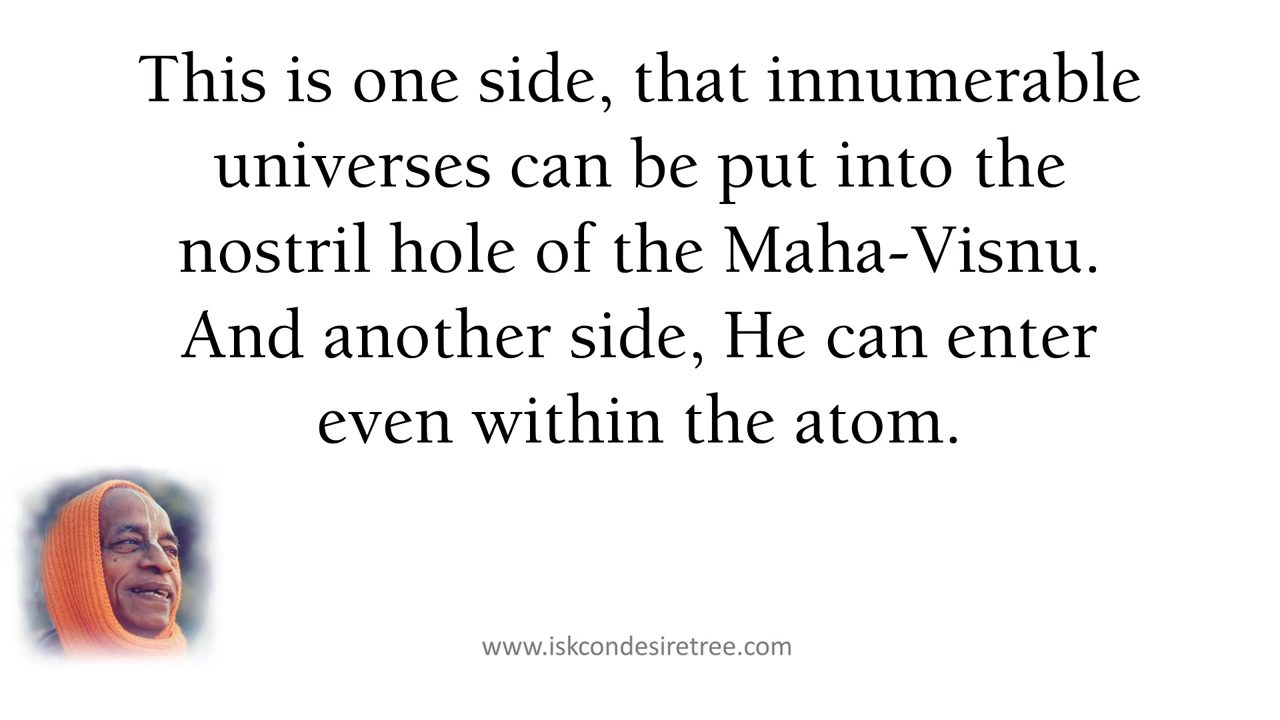 This is one side, that innumerable
universes can be put into the
nostril hole of the Maha-Visnu.
And another side, He can enter
even within the atom.
www.iskcondesiretree.com